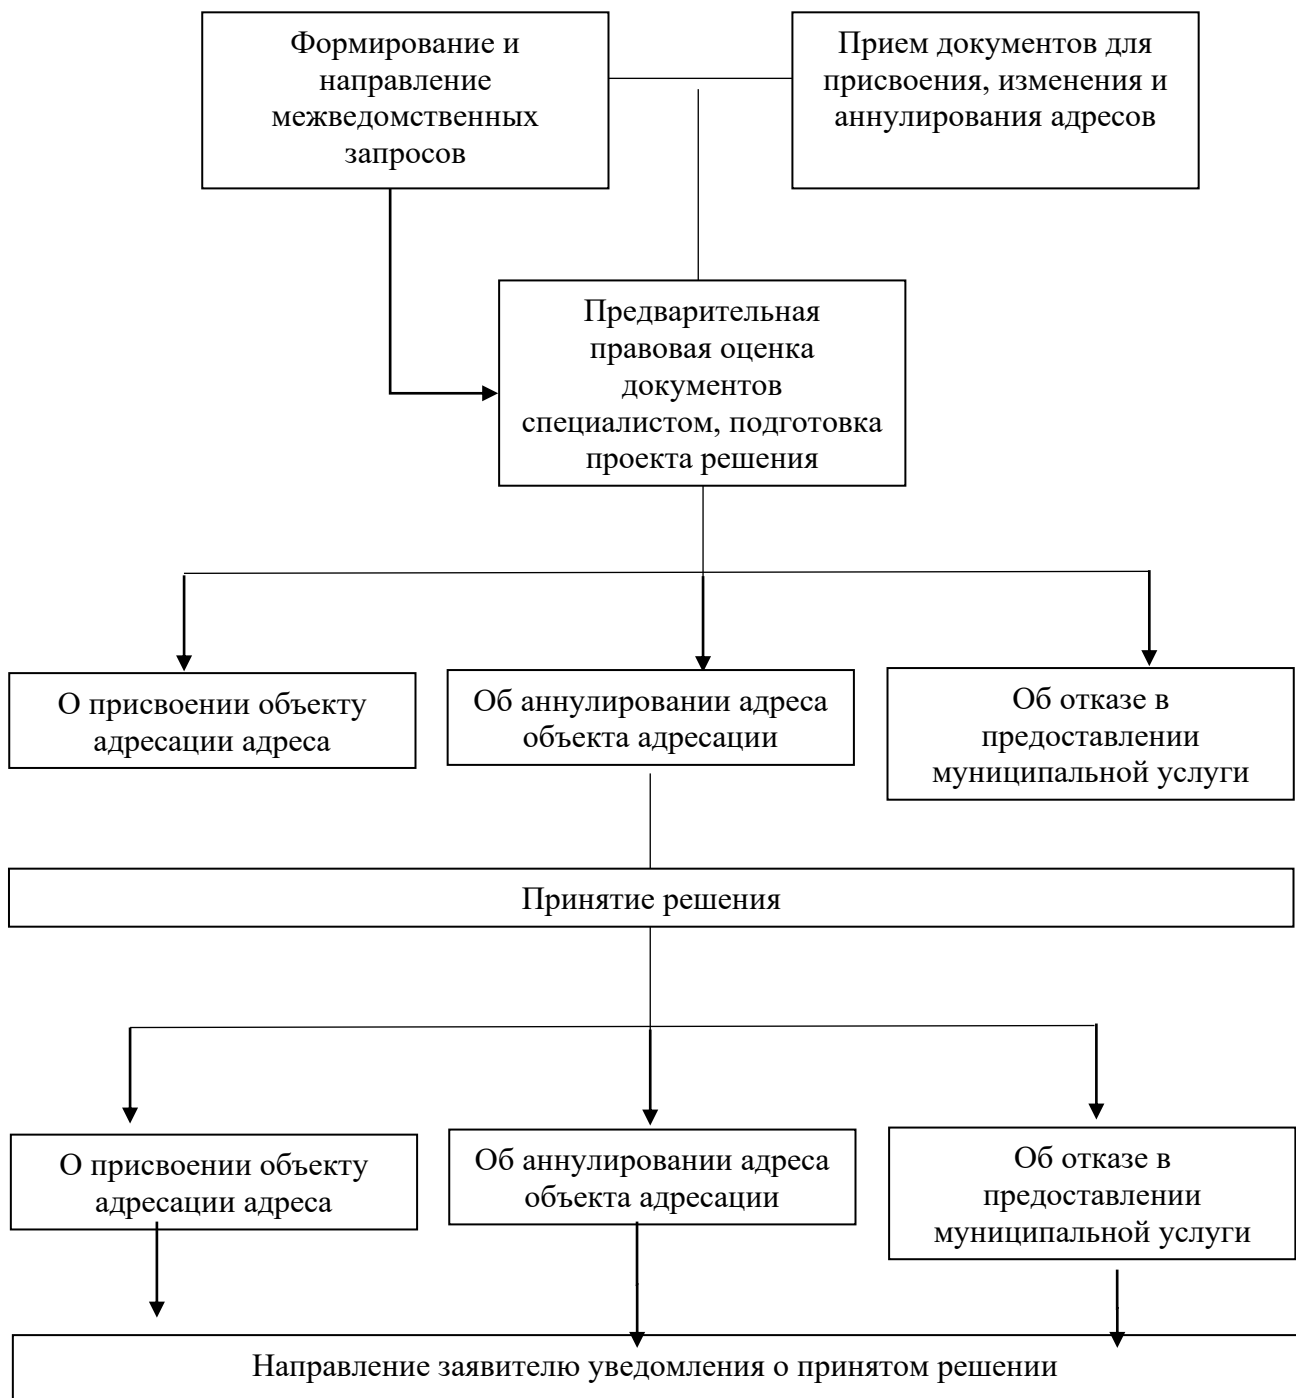 Формирование и
направление
межведомственных
запросов
Прием документов для
присвоения, изменения и
аннулирования адресов
Предварительная
правовая оценка
документов
специалистом, подготовка
проекта решения
О присвоении объекту
адресации адреса
Об аннулировании адреса
объекта адресации
Об отказе в
предоставлении
муниципальной услуги
Принятие решения
О присвоении объекту
адресации адреса
Об аннулировании адреса
объекта адресации
Об отказе в
предоставлении
муниципальной услуги
Направление заявителю уведомления о принятом решении